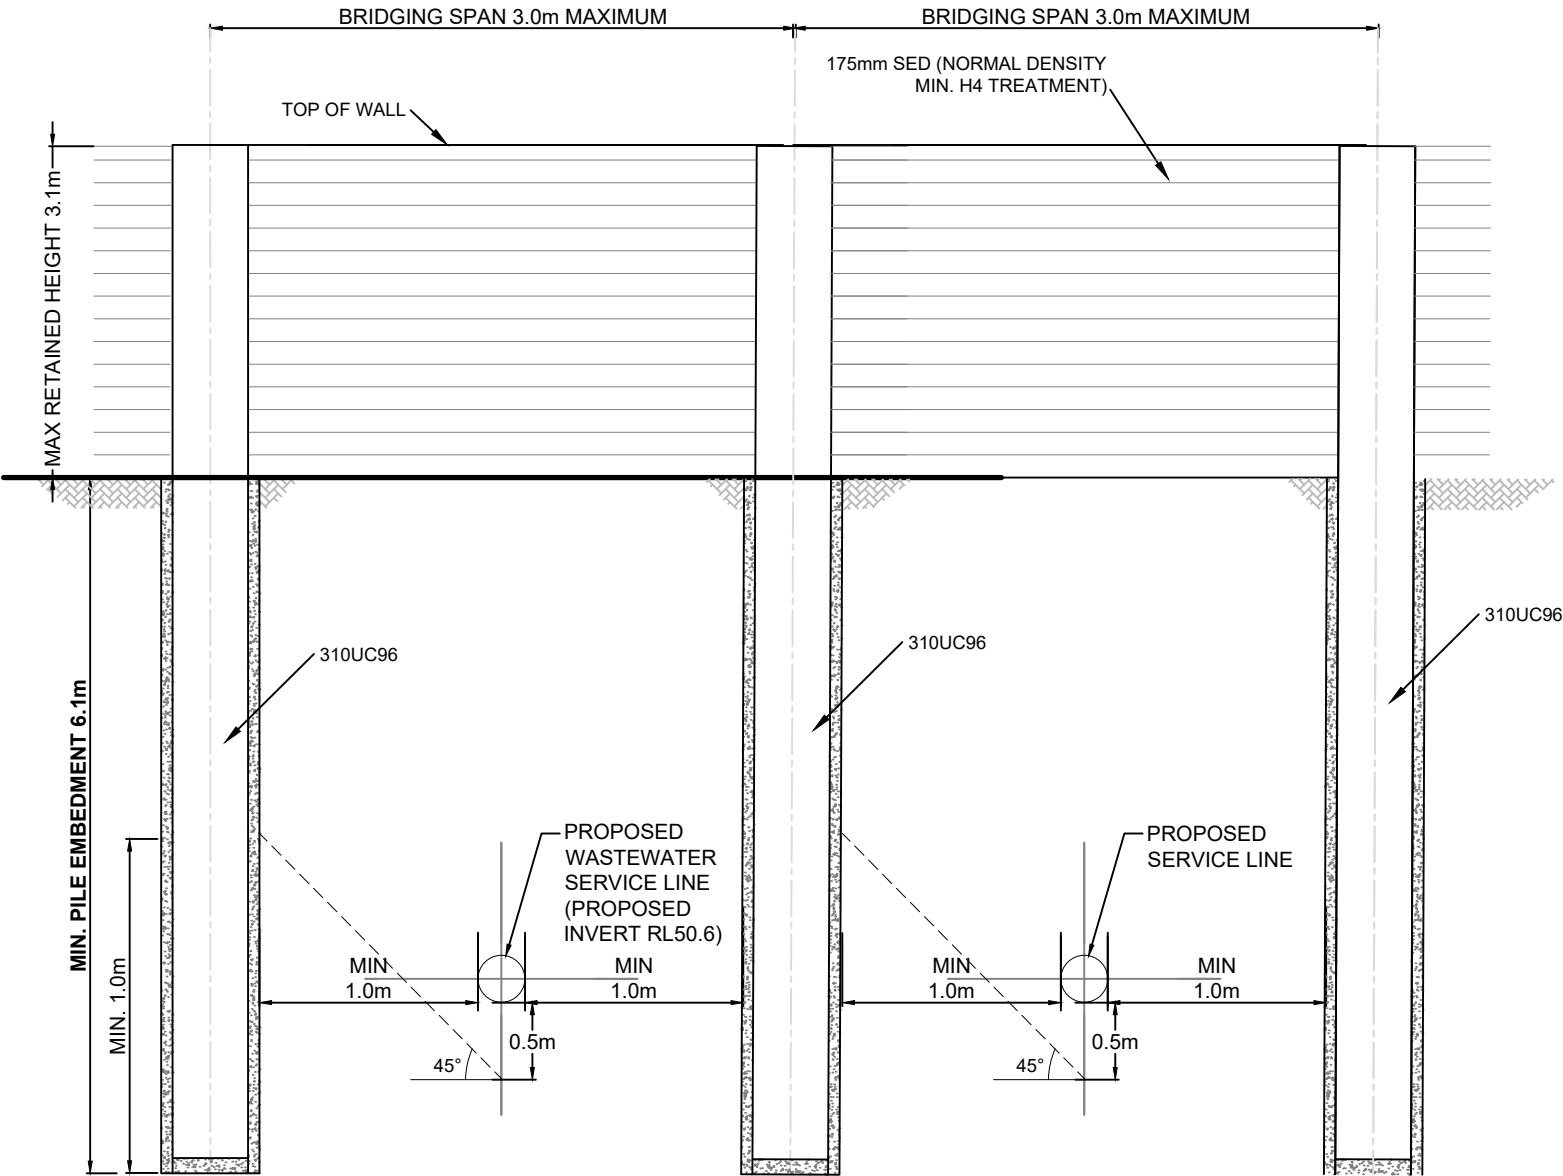 BRIDGING SPAN 3.0m MAXIMUM
BRIDGING SPAN 3.0m MAXIMUM
175mm SED (NORMAL DENSITY
MIN. H4 TREATMENT)
TOP OF WALL
MAX RETAINED HEIGHT 3.1m
310UC96
310UC96
310UC96
MIN. PILE EMBEDMENT 6.1m
MIN. 1.0m
PROPOSED
WASTEWATER
SERVICE LINE
(PROPOSED
INVERT RL50.6)
PROPOSED
SERVICE LINE
MIN
1.0m
MIN
1.0m
MIN
1.0m
MIN
1.0m
0.5m
45°
0.5m
45°